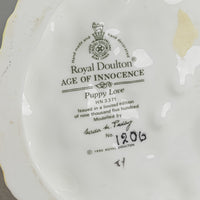 Royal Doulton®
AGE OF INNOCENCE
Puppy Love
HN 3371
Issued in a limited edition
of nine thousand five hundred
Modelled by
No. 1206
© 1990 ROYAL DOULTON